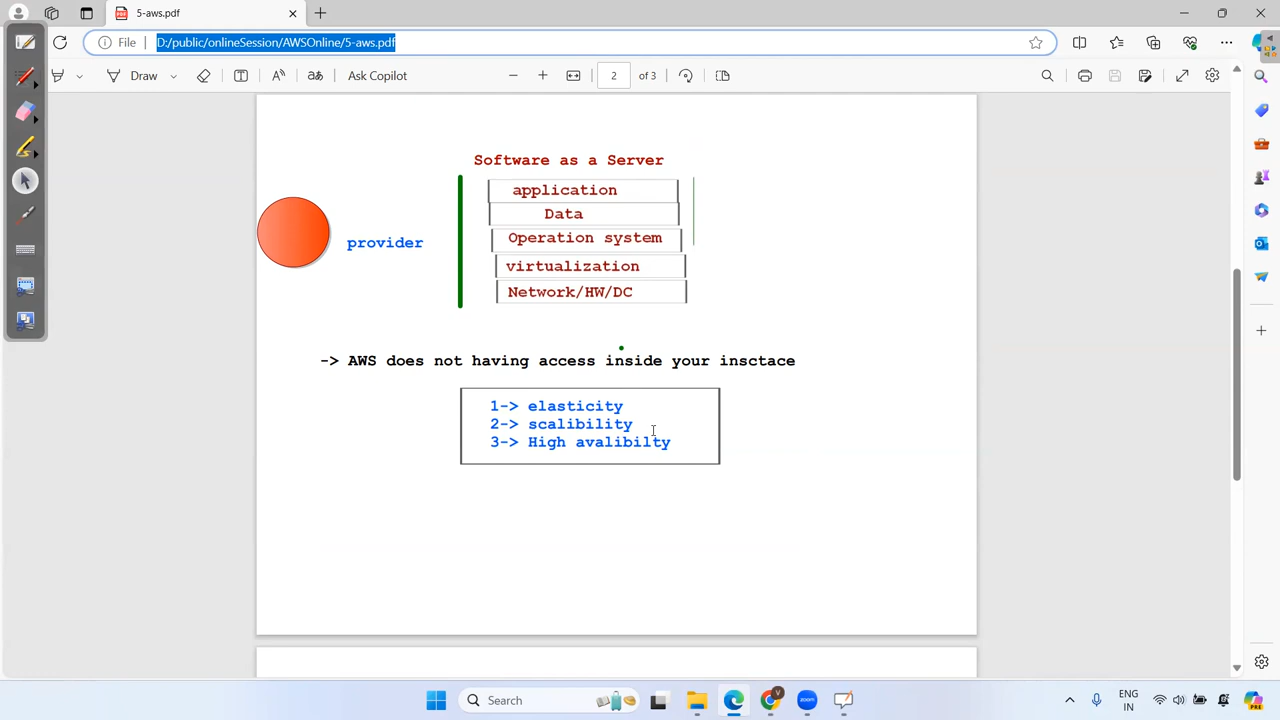 5-aws.pdf
File
D:/public/onlineSession/AWSOnline/5-aws.pdf
Draw
Ask Copilot
2
of 3
Software as a Server
application
Data
Operation system
virtualization
Network/HW/DC
provider
-> AWS does not having access inside your insctace
1-> elasticity
2-> scalibility
3-> High avalibilty
Search
ENG
IN